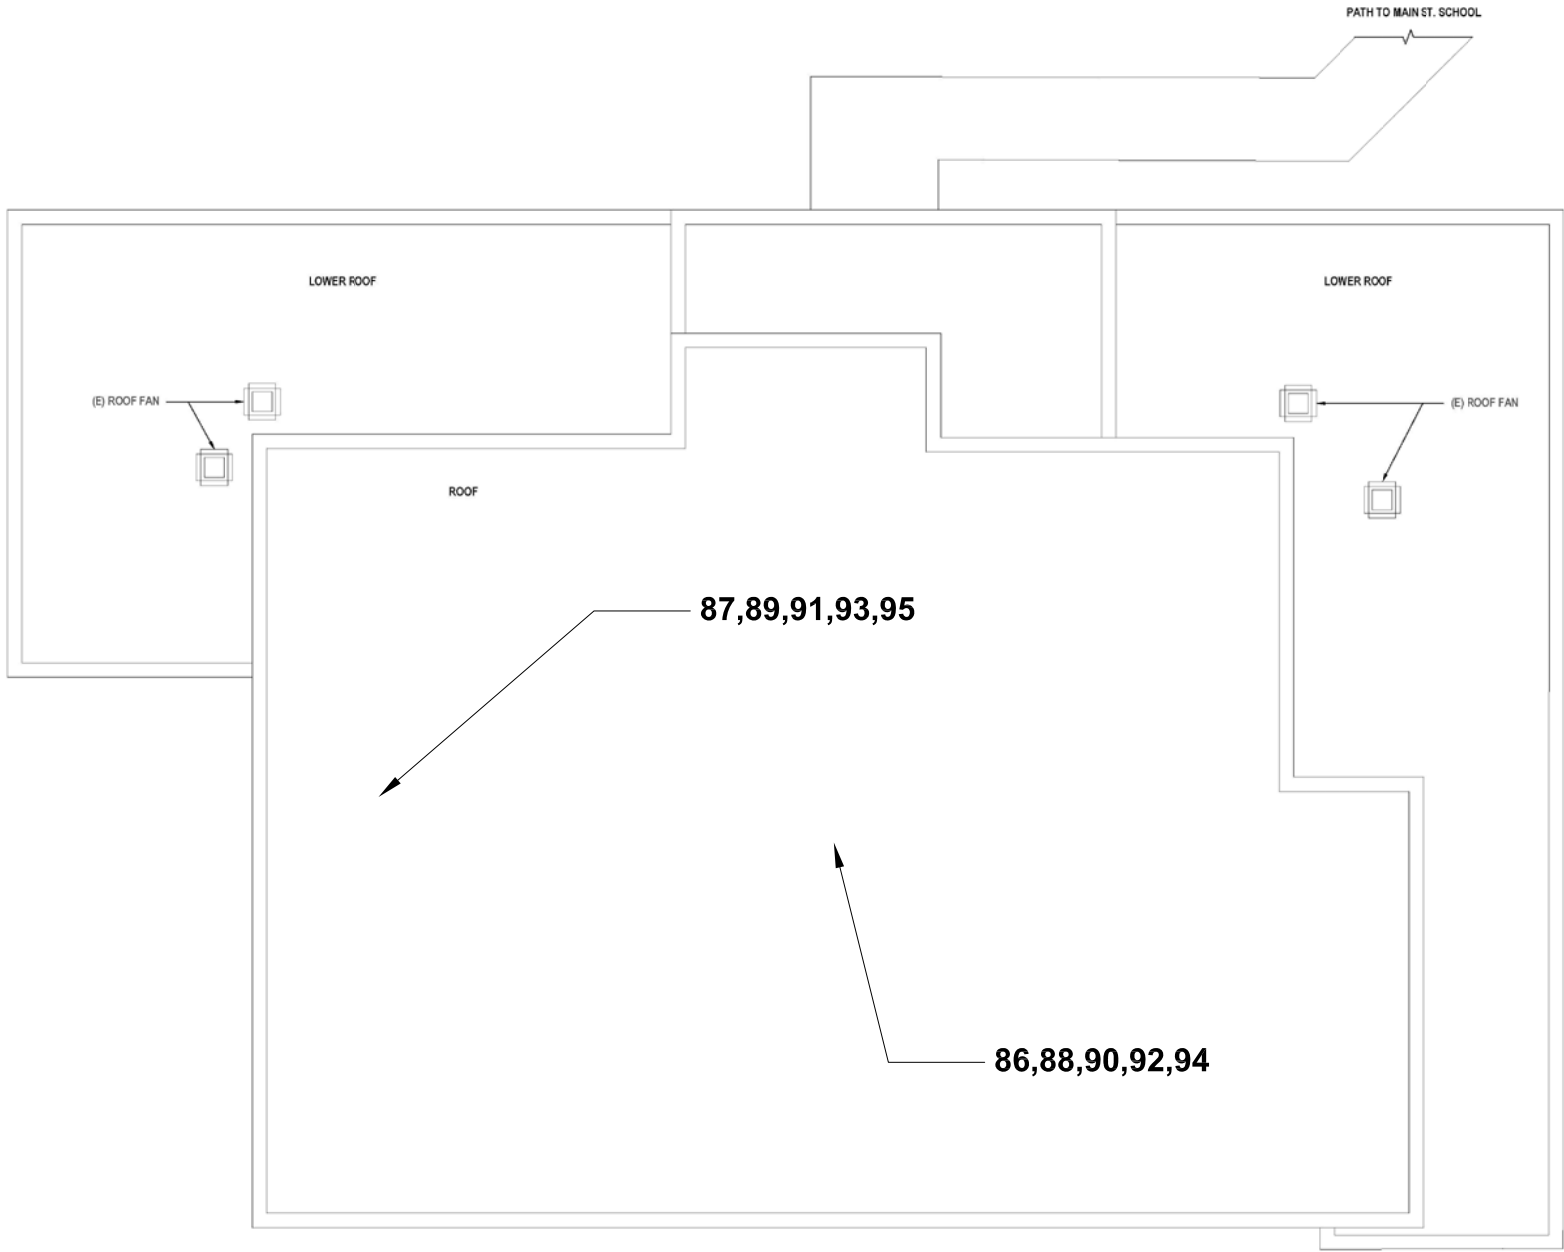 PATH TO MAIN ST. SCHOOL
LOWER ROOF
LOWER ROOF
(E) ROOF FAN
(E) ROOF FAN
ROOF
87,89,91,93,95
86,88,90,92,94